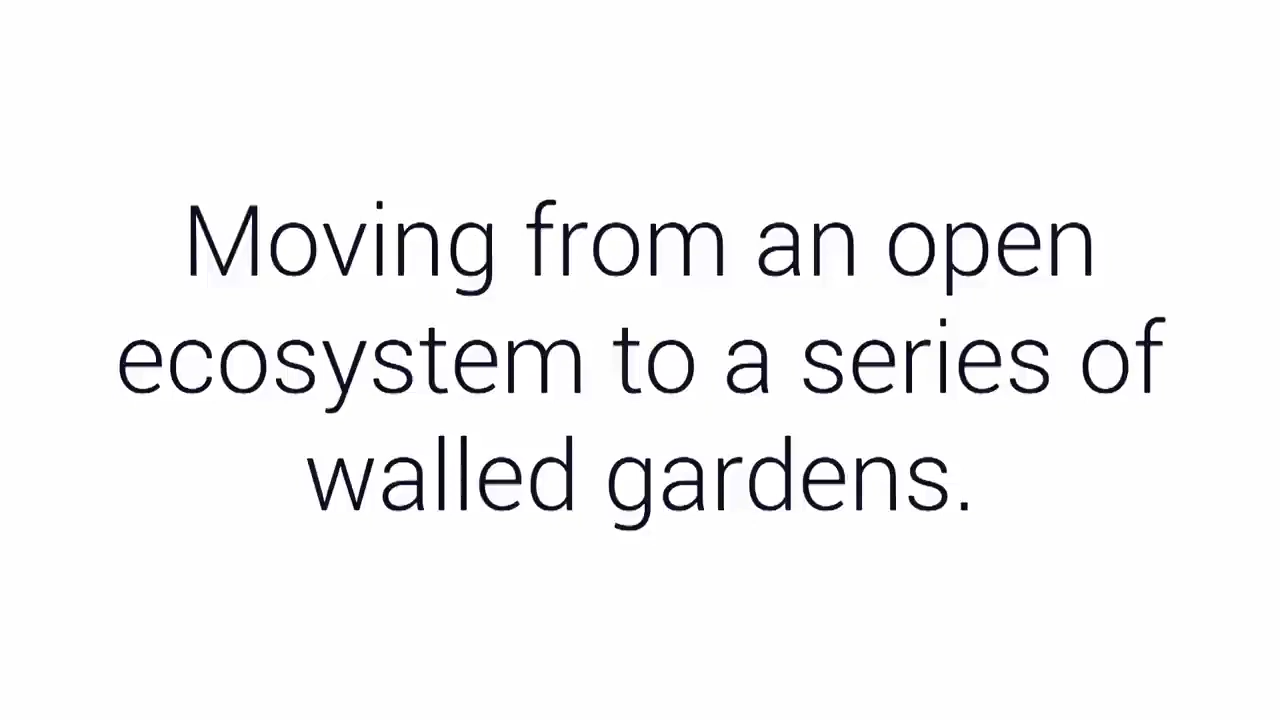 Moving from an open
ecosystem to a series of
walled gardens.